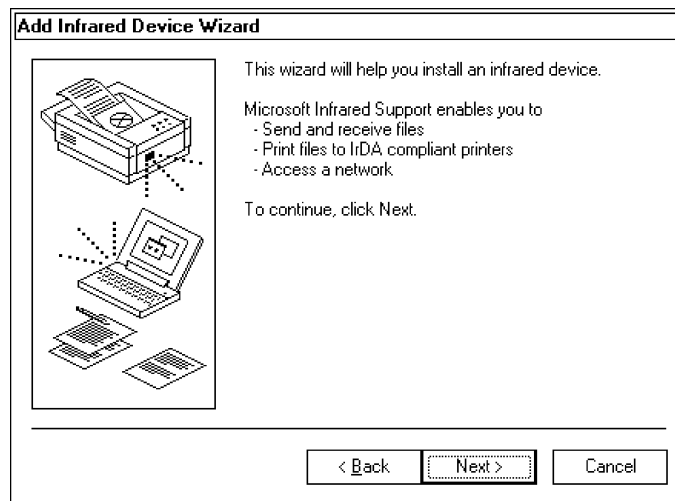 Add Infrared Device Wizard
This wizard will help you install an infrared device.
Microsoft Infrared Support enables you to
- Send and receive files
- Print files to IrDA compliant printers
- Access a network
To continue, click Next.
< Back Next > Cancel